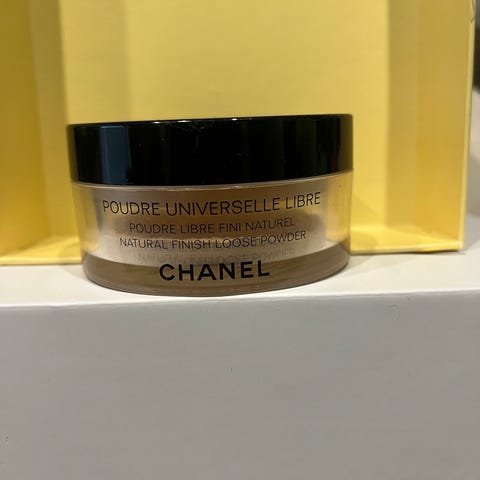 POUDRE UNIVERSELLE LIBRE
POUDRE LIBRE FINI NATUREL
NATURAL FINISH LOOSE POWDER
CHANEL